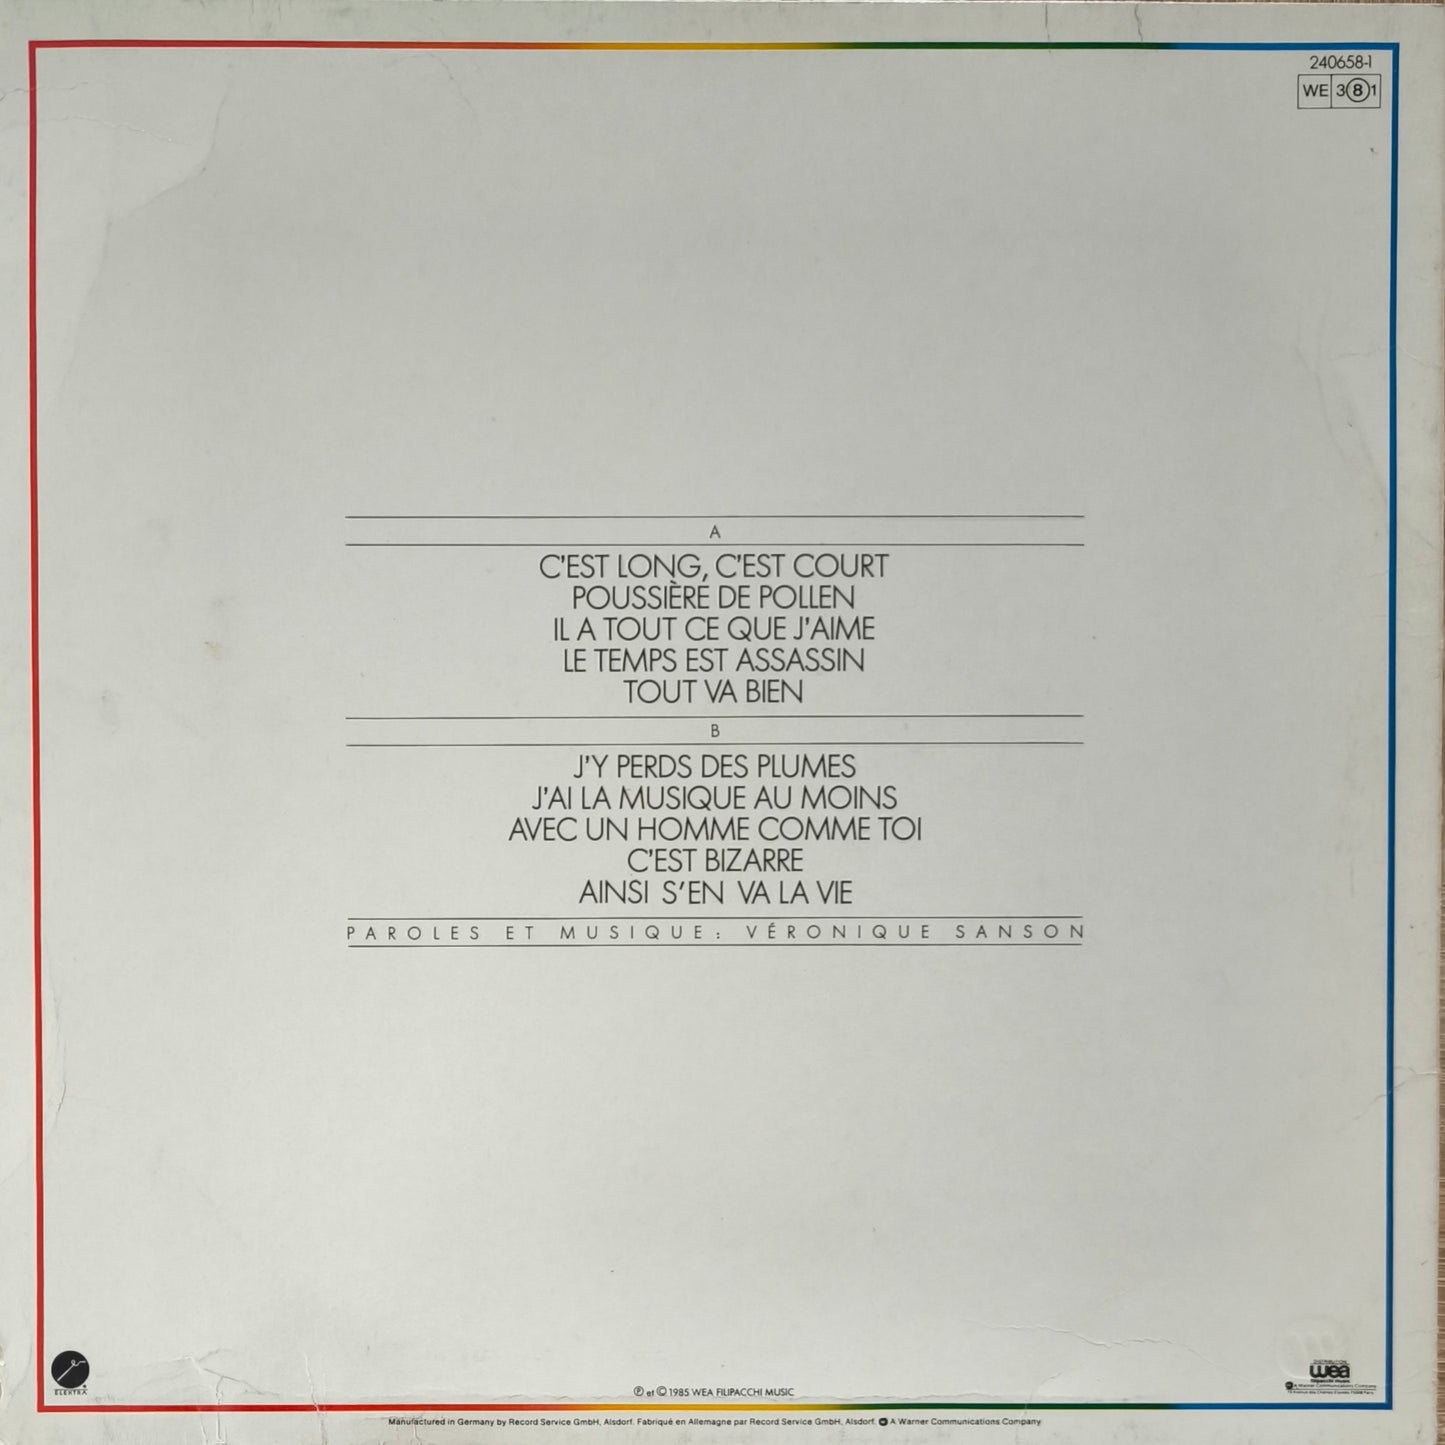 240658-1
WE 3 8 1
A
C'EST LONG, C'EST COURT
POUSSIÈRE DE POLLEN
IL A TOUT CE QUE J'AIME
LE TEMPS EST ASSASSIN
TOUT VA BIEN
B
J'Y PERDS DES PLUMES
J'AI LA MUSIQUE AU MOINS
AVEC UN HOMME COMME TOI
C'EST BIZARRE
AINSI S'EN VA LA VIE
PAROLES ET MUSIQUE: VÉRONIQUE SANSON
ELEKTRA
℗ et © 1985 WEA FILIPACCHI MUSIC
DISTRIBUTION
wea
filipacchi music
A Warner Communications Company
Manufactured in Germany by Record Service GmbH, Alsdorf. Fabriqué en Allemagne par Record Service GmbH, Alsdorf. A Warner Communications Company